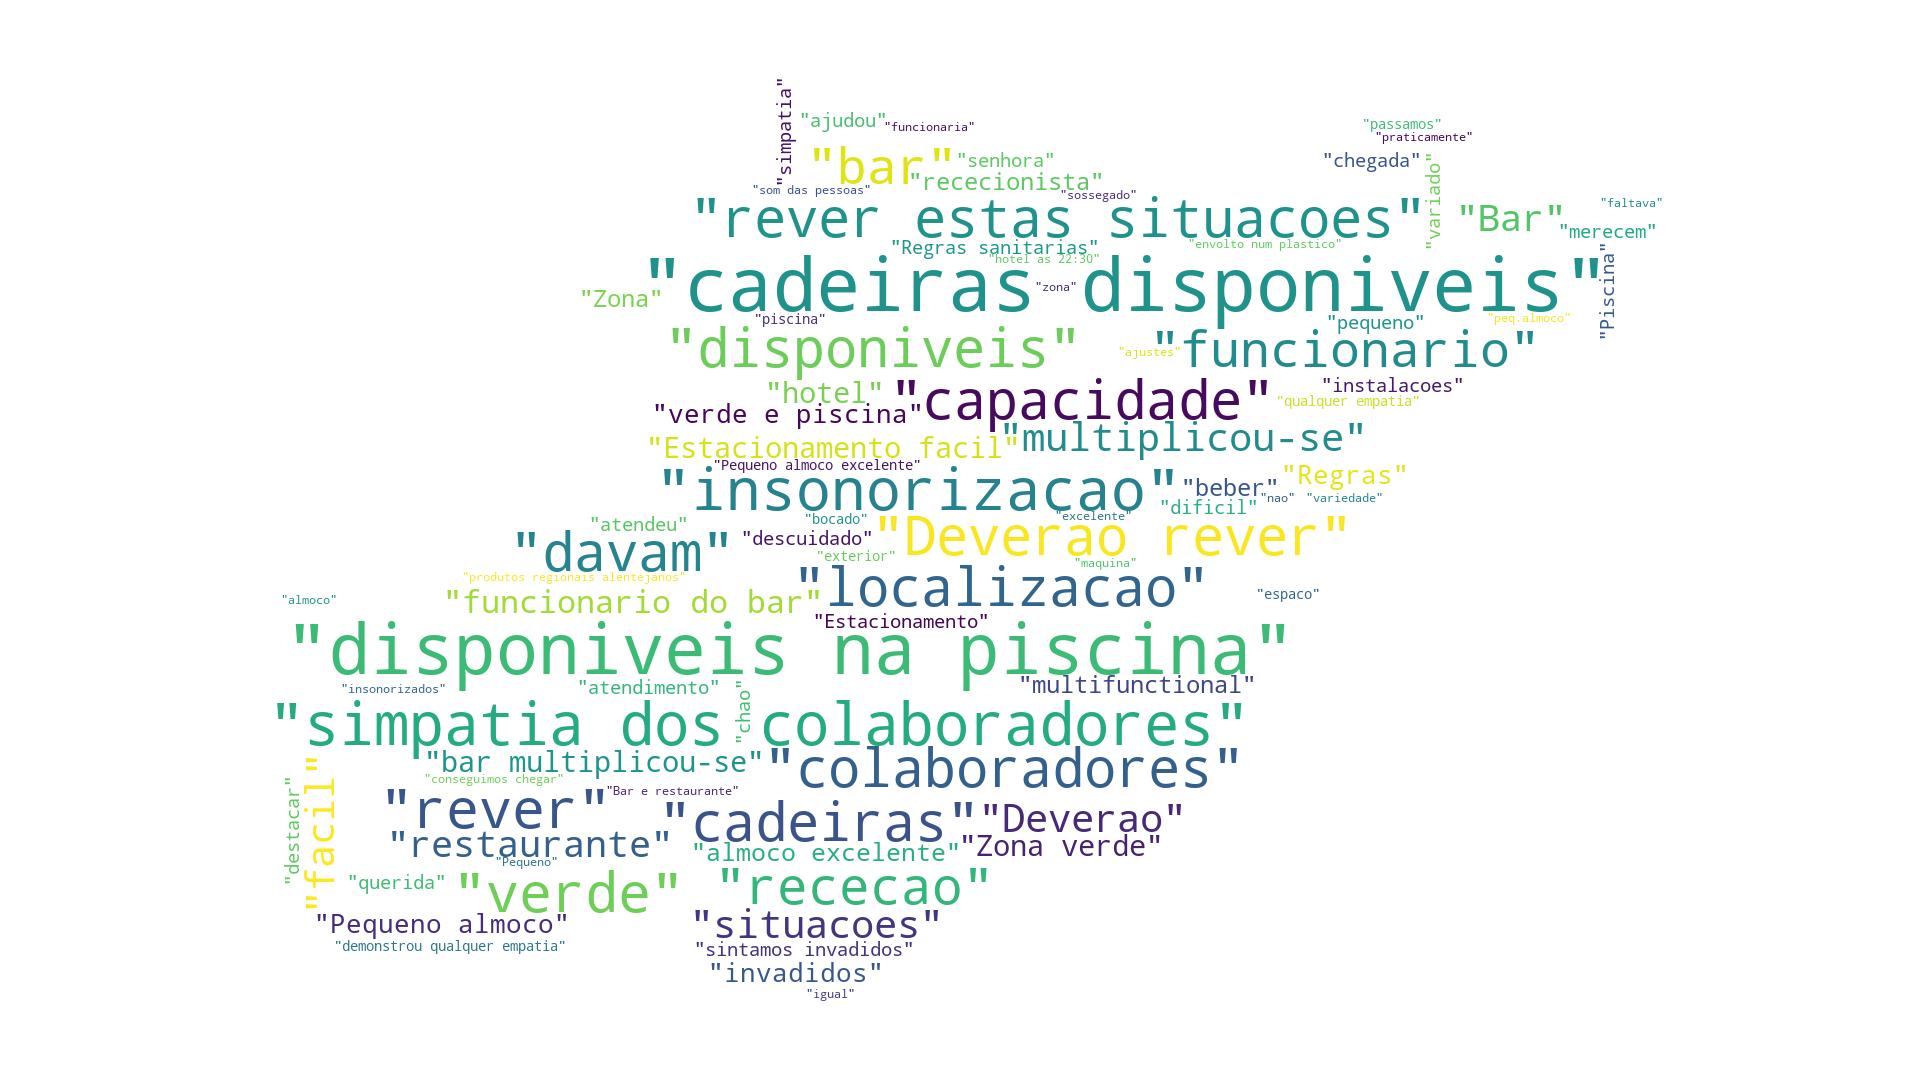 "simpatia"
"ajudou"
"funcionaria"
"passamos"
"praticamente"
"bar"
"senhora"
"chegada"
"rececionista"
"variado"
"som das pessoas"
"sossegado"
"rever estas situacoes"
"Bar"
"faltava"
"merecem"
"Regras sanitarias"
"envolto num plastico"
"hotel as 22:30"
"Zona"
"cadeiras disponiveis"
"zona"
"Piscina"
"piscina"
"pequeno"
"peq.almoco"
"disponiveis"
"ajustes"
"funcionario"
"hotel"
"capacidade"
"instalacoes"
"qualquer empatia"
"verde e piscina"
"Estacionamento facil"
"multiplicou-se"
"Pequeno almoco excelente"
"insonorizacao"
"beber"
"Regras"
"nao"
"variedade"
"dificil"
"atendeu"
"bocado"
"excelente"
"davam"
"descuidado"
"Deverao rever"
"exterior"
"maquina"
"produtos regionais alentejanos"
"localizacao"
"almoco"
"funcionario do bar"
"espaco"
"Estacionamento"
"disponiveis na piscina"
"insonorizados"
"atendimento"
"chao"
"multifunctional"
"simpatia dos colaboradores"
"bar multiplicou-se"
"colaboradores"
"conseguimos chegar"
"Bar e restaurante"
"destacar"
"facil"
"rever"
"cadeiras"
"Deverao"
"restaurante"
"almoco excelente"
"Zona verde"
"Pequeno"
"querida"
"verde"
"rececao"
"Pequeno almoco"
"situacoes"
"demonstrou qualquer empatia"
"sintamos invadidos"
"invadidos"
"igual"